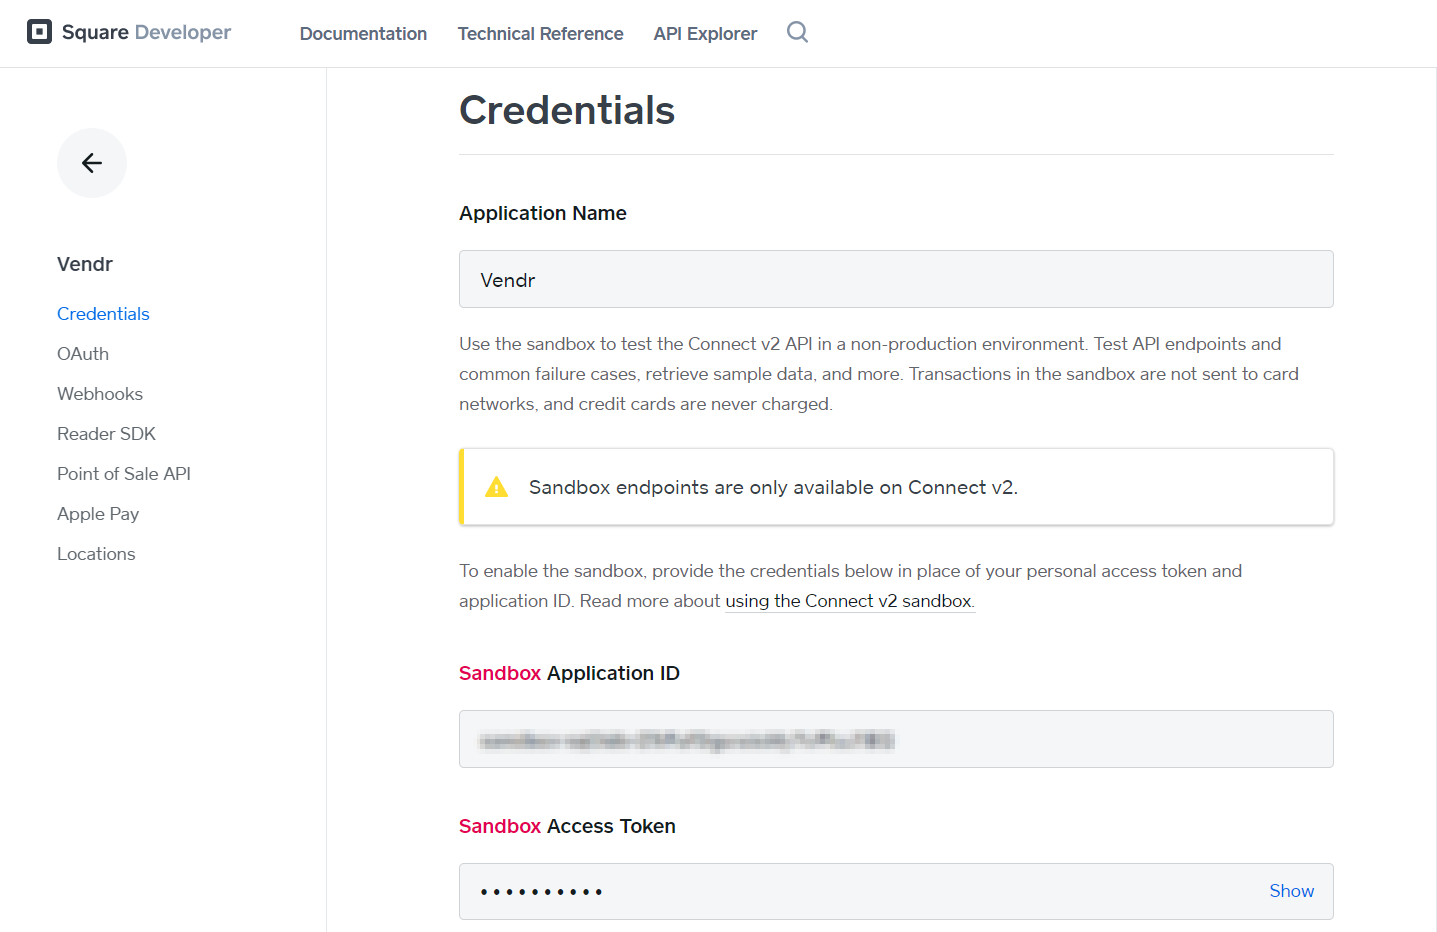 Square Developer
Documentation
Technical Reference
API Explorer
Vendr
Credentials
OAuth
Webhooks
Reader SDK
Point of Sale API
Apple Pay
Locations
Credentials
Application Name
Vendr
Use the sandbox to test the Connect v2 API in a non-production environment. Test API endpoints and
common failure cases, retrieve sample data, and more. Transactions in the sandbox are not sent to card
networks, and credit cards are never charged.
Sandbox endpoints are only available on Connect v2.
To enable the sandbox, provide the credentials below in place of your personal access token and
application ID. Read more about using the Connect v2 sandbox.
Sandbox Application ID
Sandbox Access Token
••••••••••
Show